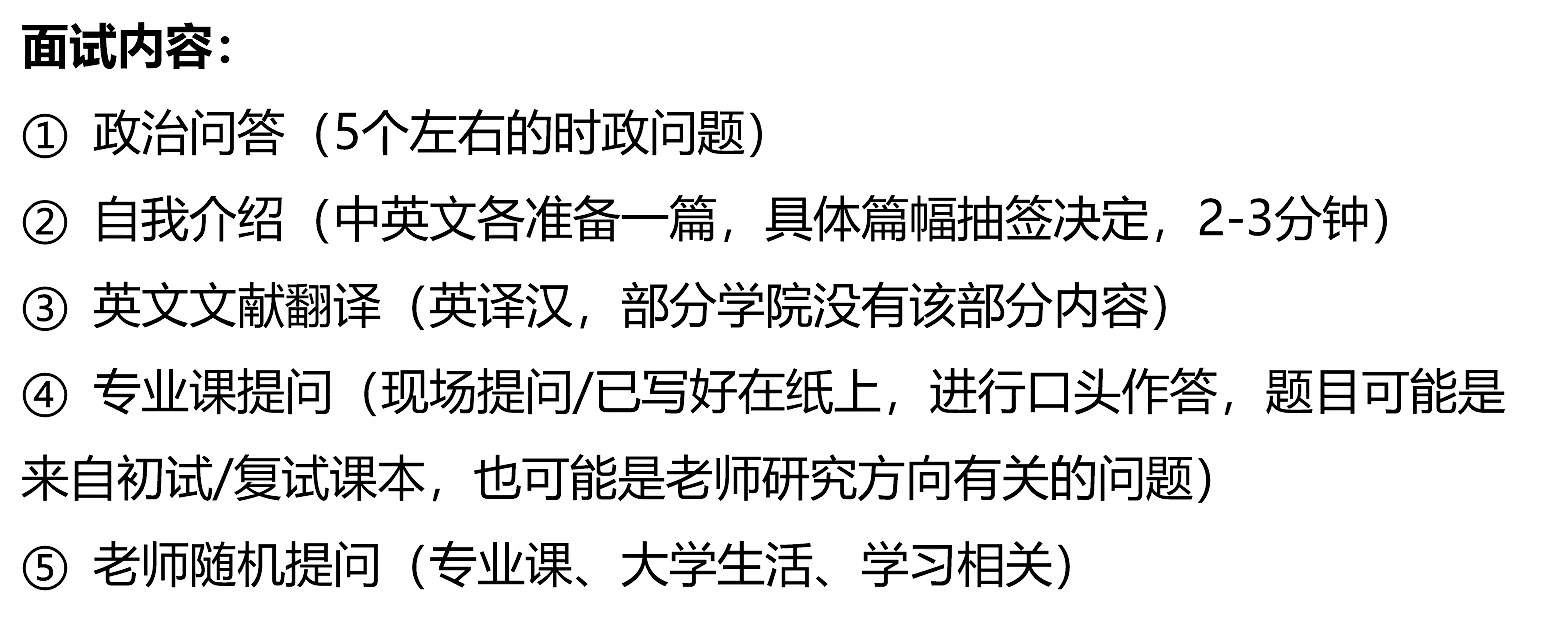 面试内容：
① 政治问答（5个左右的时政问题）
② 自我介绍（中英文各准备一篇，具体篇幅抽签决定，2-3分钟）
③ 英文文献翻译（英译汉，部分学院没有该部分内容）
④ 专业课提问（现场提问/已写好在纸上，进行口头作答，题目可能是
来自初试/复试课本，也可能是老师研究方向有关的问题）
⑤ 老师随机提问（专业课、大学生活、学习相关）